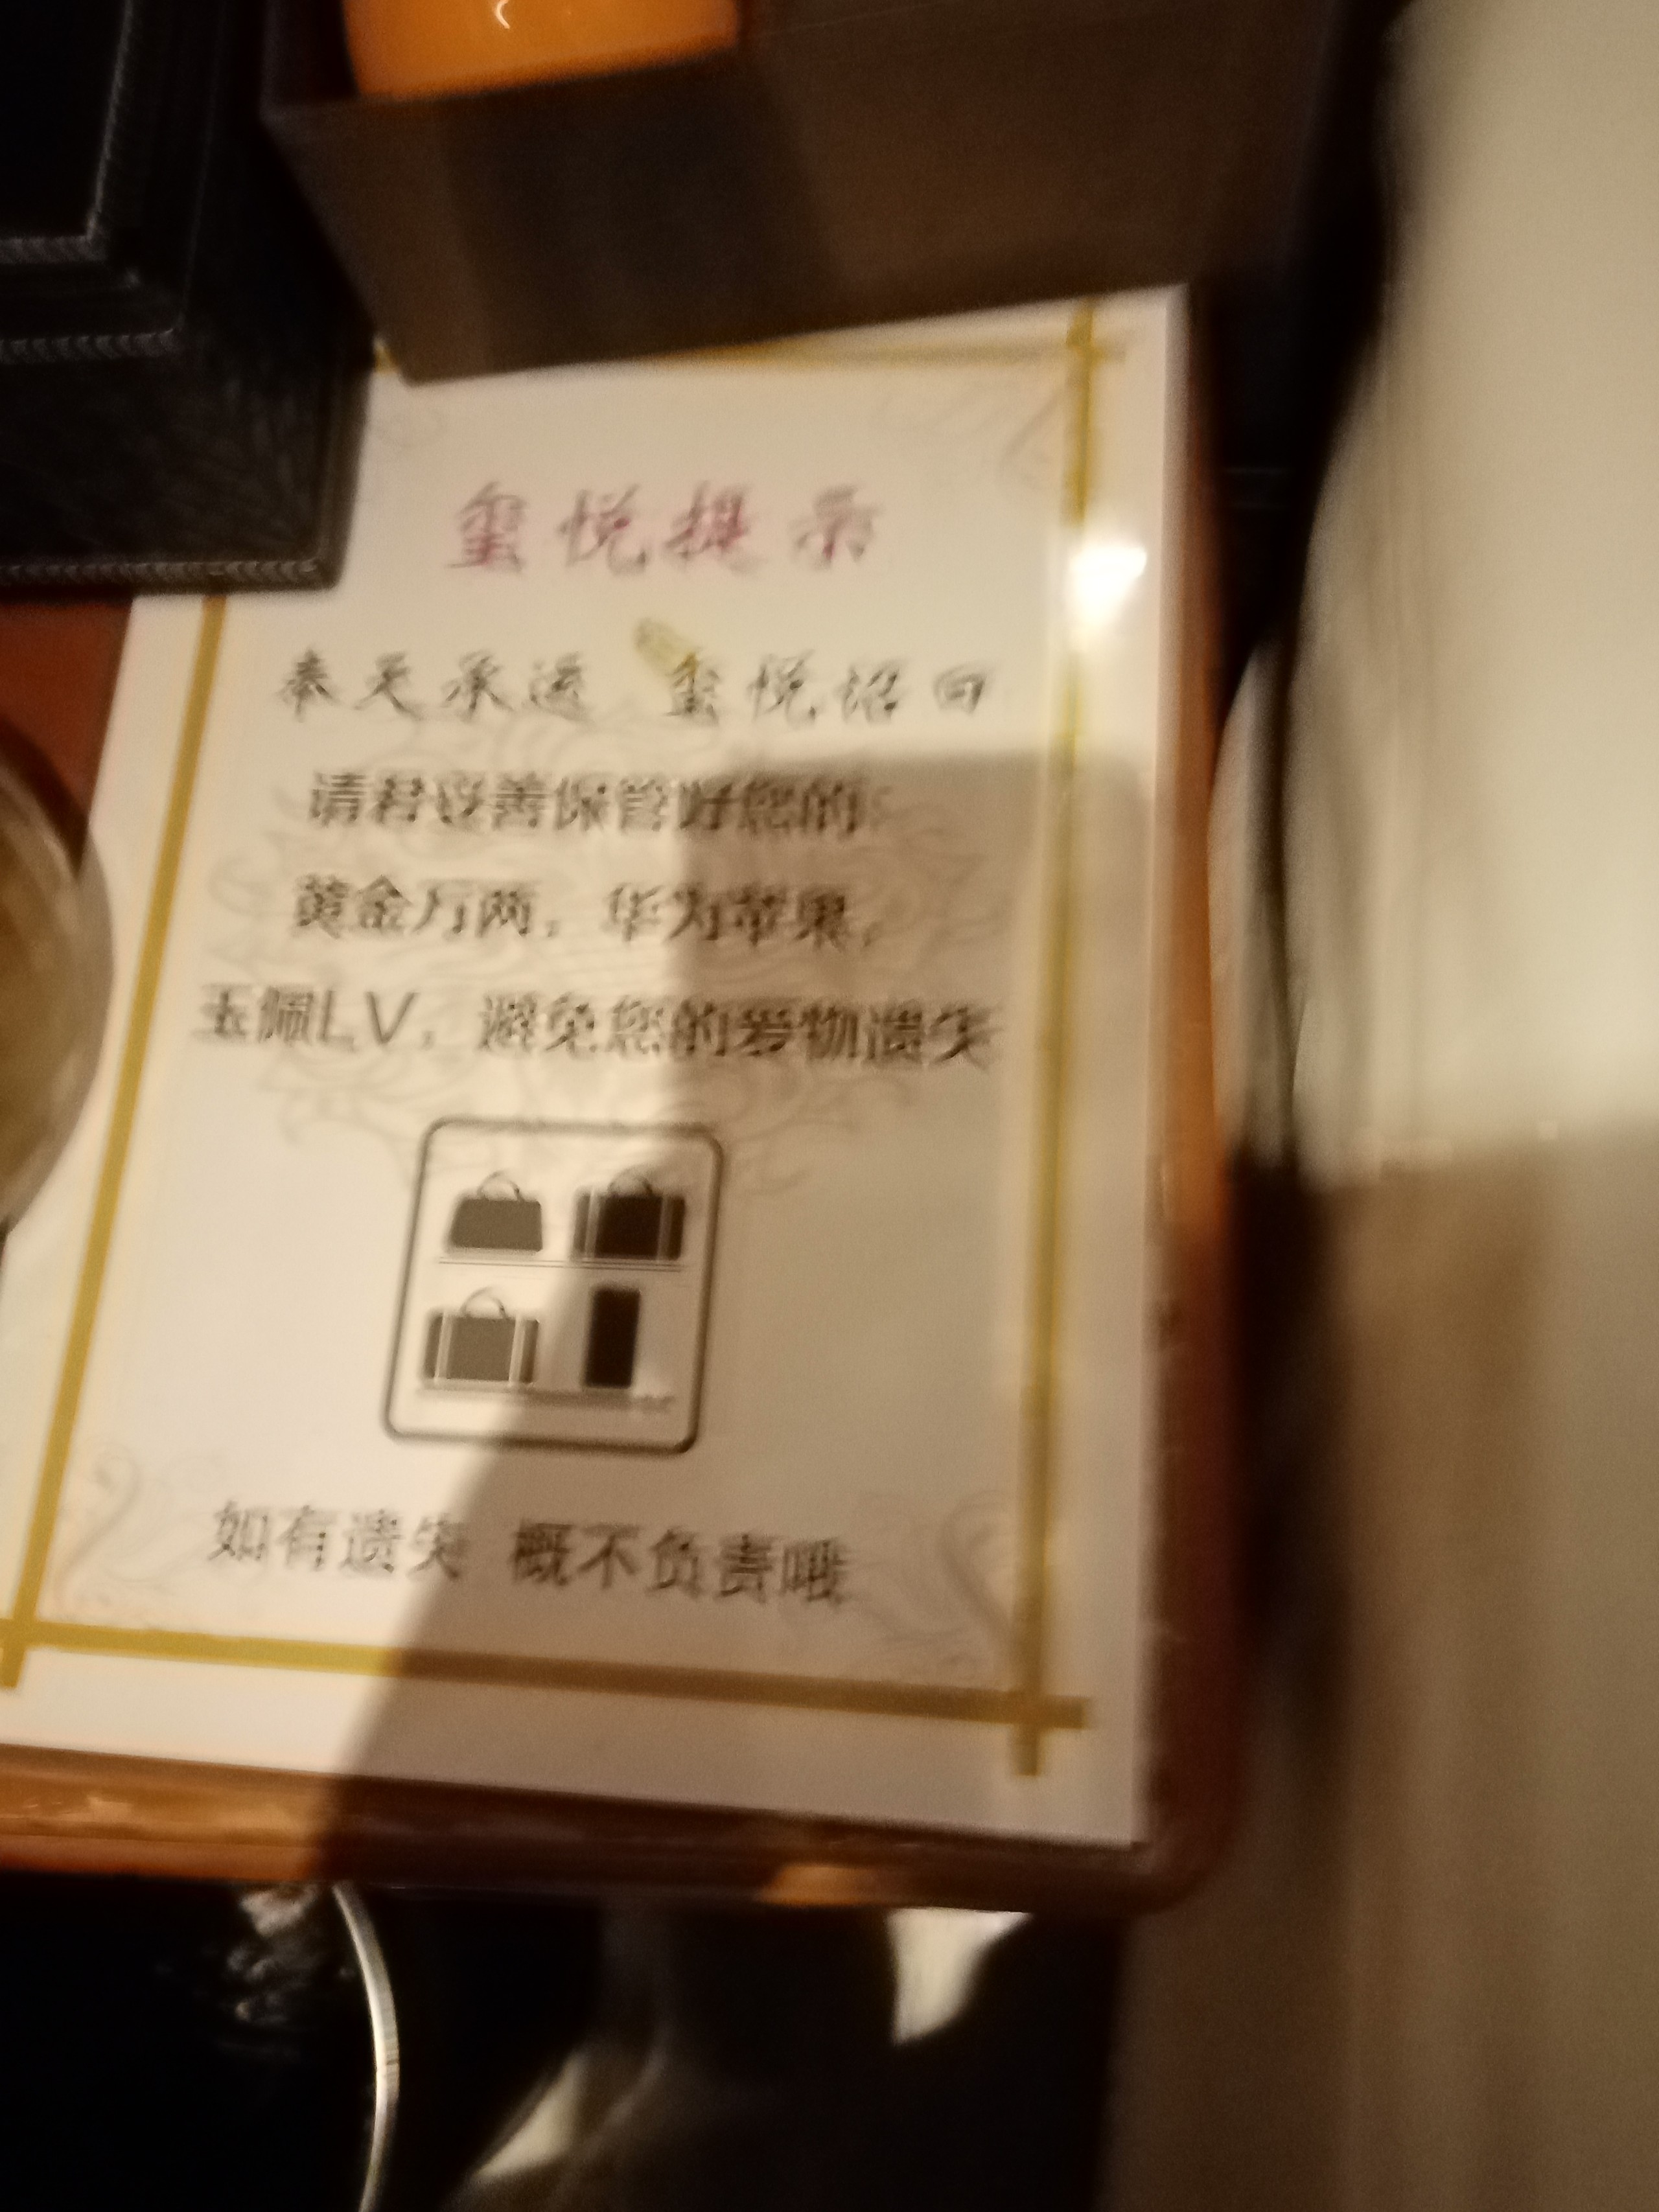 玺悦提示
奉天承运 玺悦诏曰
请君妥善保管好您的
黄金万两，华为苹果，
玉佩LV，避免您的爱物遗失
如有遗失 概不负责哦